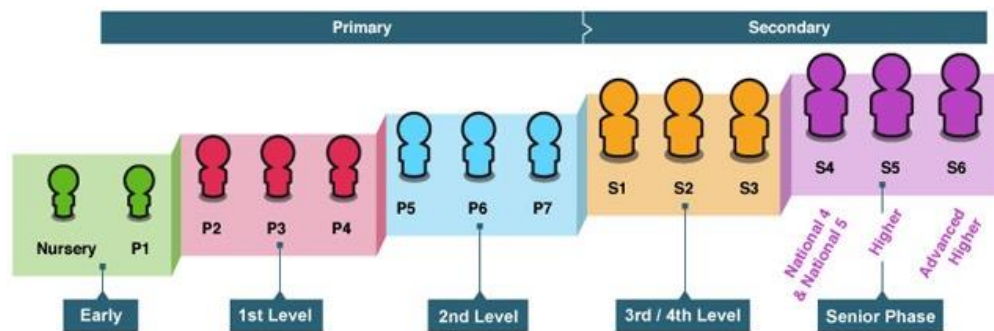 Primary
Secondary
Nursery
P1
P2
P3
P4
P5
P6
P7
S1
S2
S3
S4
S5
S6
National 4
& National 5
Higher
Advanced
Higher
Early
1st Level
2nd Level
3rd / 4th Level
Senior Phase